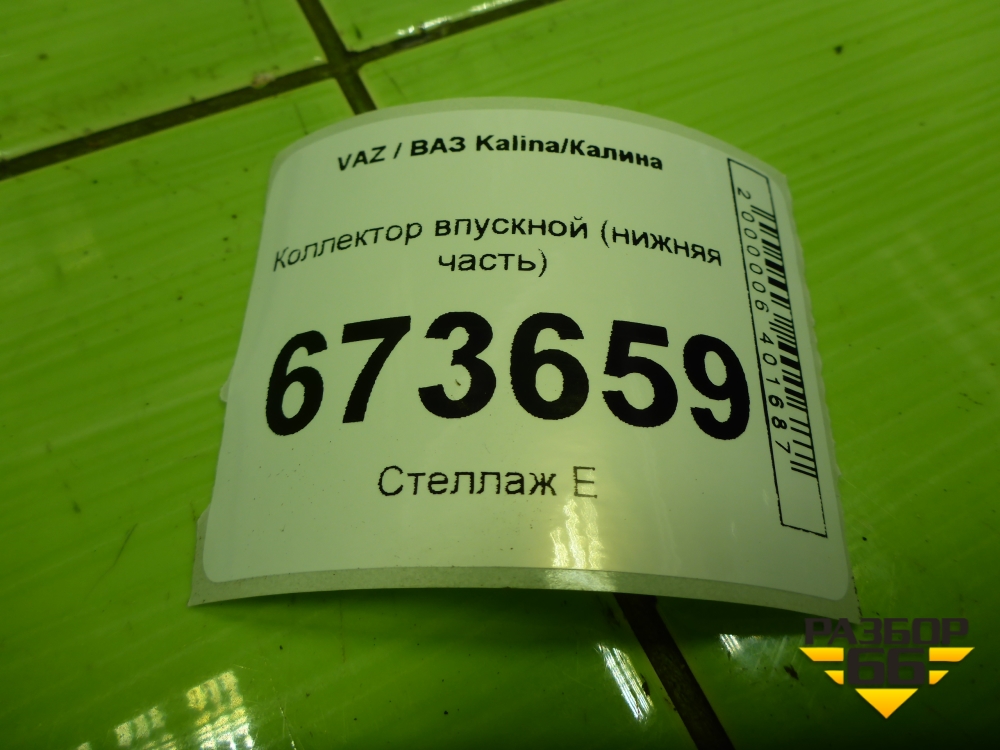 VAZ / ВАЗ Kalina/Калина
Коллектор впускной (нижняя
часть)
673659
Стеллаж Е
2000006401687
РАЗБОР
66